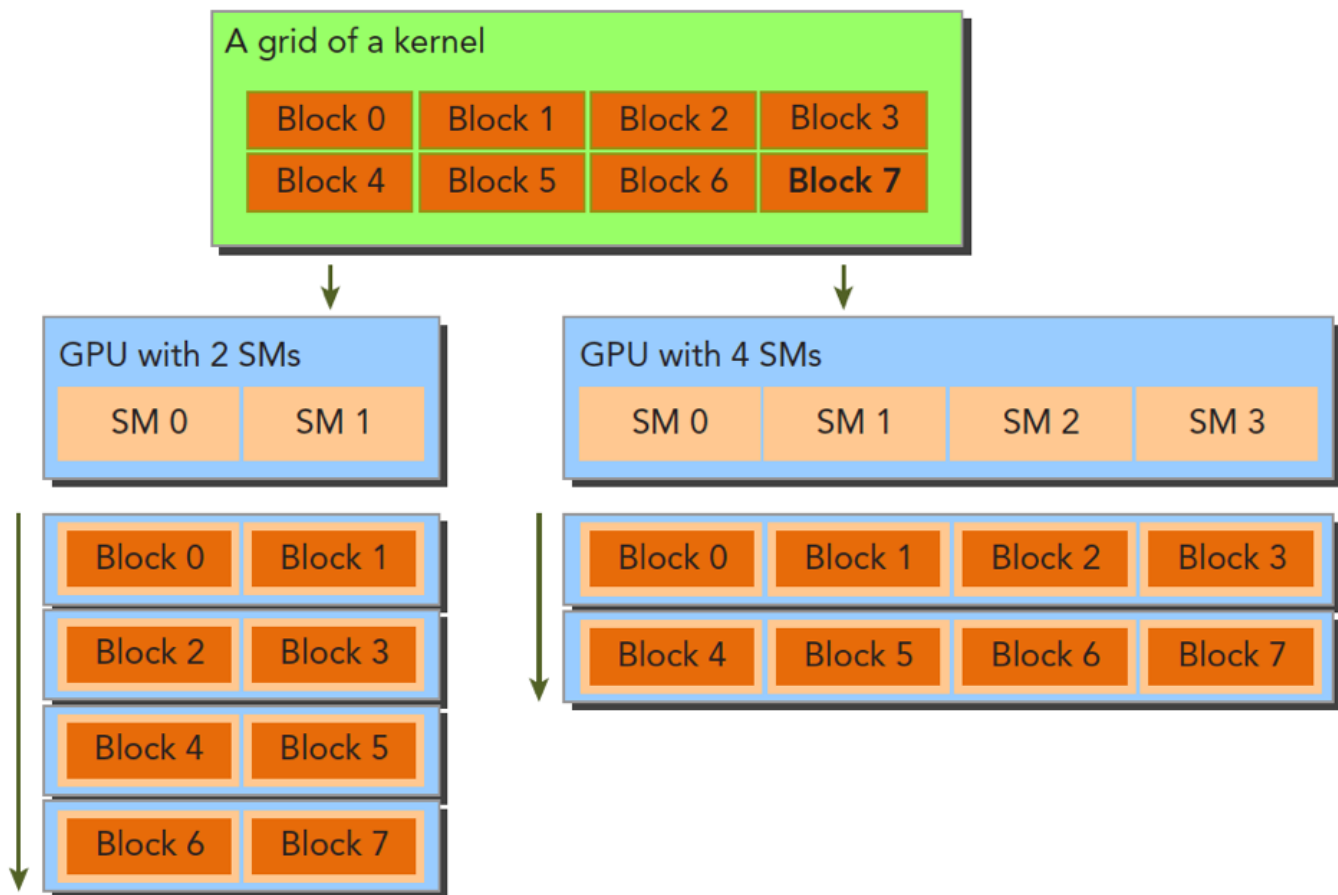 A grid of a kernel
Block 0 Block 1 Block 2 Block 3
Block 4 Block 5 Block 6 Block 7
GPU with 2 SMs
SM 0 SM 1
Block 0 Block 1
Block 2 Block 3
Block 4 Block 5
Block 6 Block 7
GPU with 4 SMs
SM 0 SM 1 SM 2 SM 3
Block 0 Block 1 Block 2 Block 3
Block 4 Block 5 Block 6 Block 7